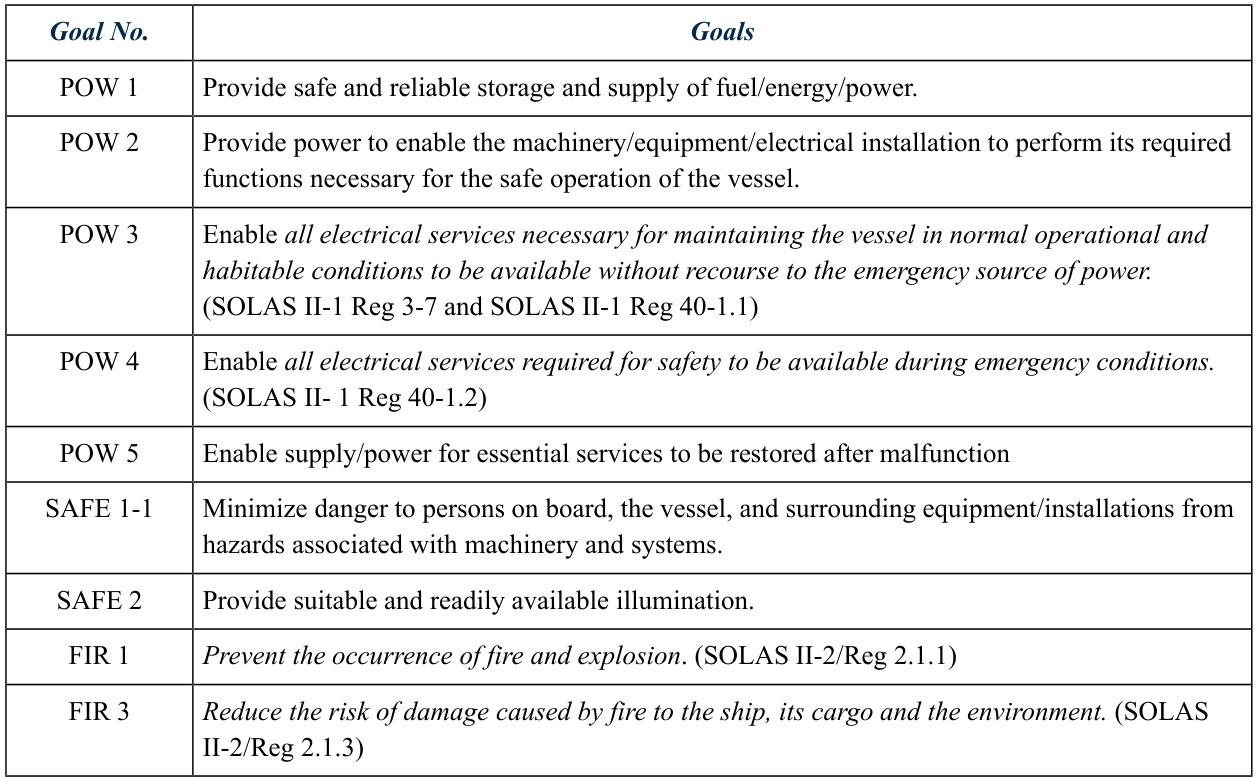 Goal No. Goals
POW 1 Provide safe and reliable storage and supply of fuel/energy/power.
POW 2 Provide power to enable the machinery/equipment/electrical installation to perform its required
functions necessary for the safe operation of the vessel.
POW 3 Enable all electrical services necessary for maintaining the vessel in normal operational and
habitable conditions to be available without recourse to the emergency source of power.
(SOLAS II-1 Reg 3-7 and SOLAS II-1 Reg 40-1.1)
POW 4 Enable all electrical services required for safety to be available during emergency conditions.
(SOLAS II- 1 Reg 40-1.2)
POW 5 Enable supply/power for essential services to be restored after malfunction
SAFE 1-1 Minimize danger to persons on board, the vessel, and surrounding equipment/installations from
hazards associated with machinery and systems.
SAFE 2 Provide suitable and readily available illumination.
FIR 1 Prevent the occurrence of fire and explosion. (SOLAS II-2/Reg 2.1.1)
FIR 3 Reduce the risk of damage caused by fire to the ship, its cargo and the environment. (SOLAS
II-2/Reg 2.1.3)